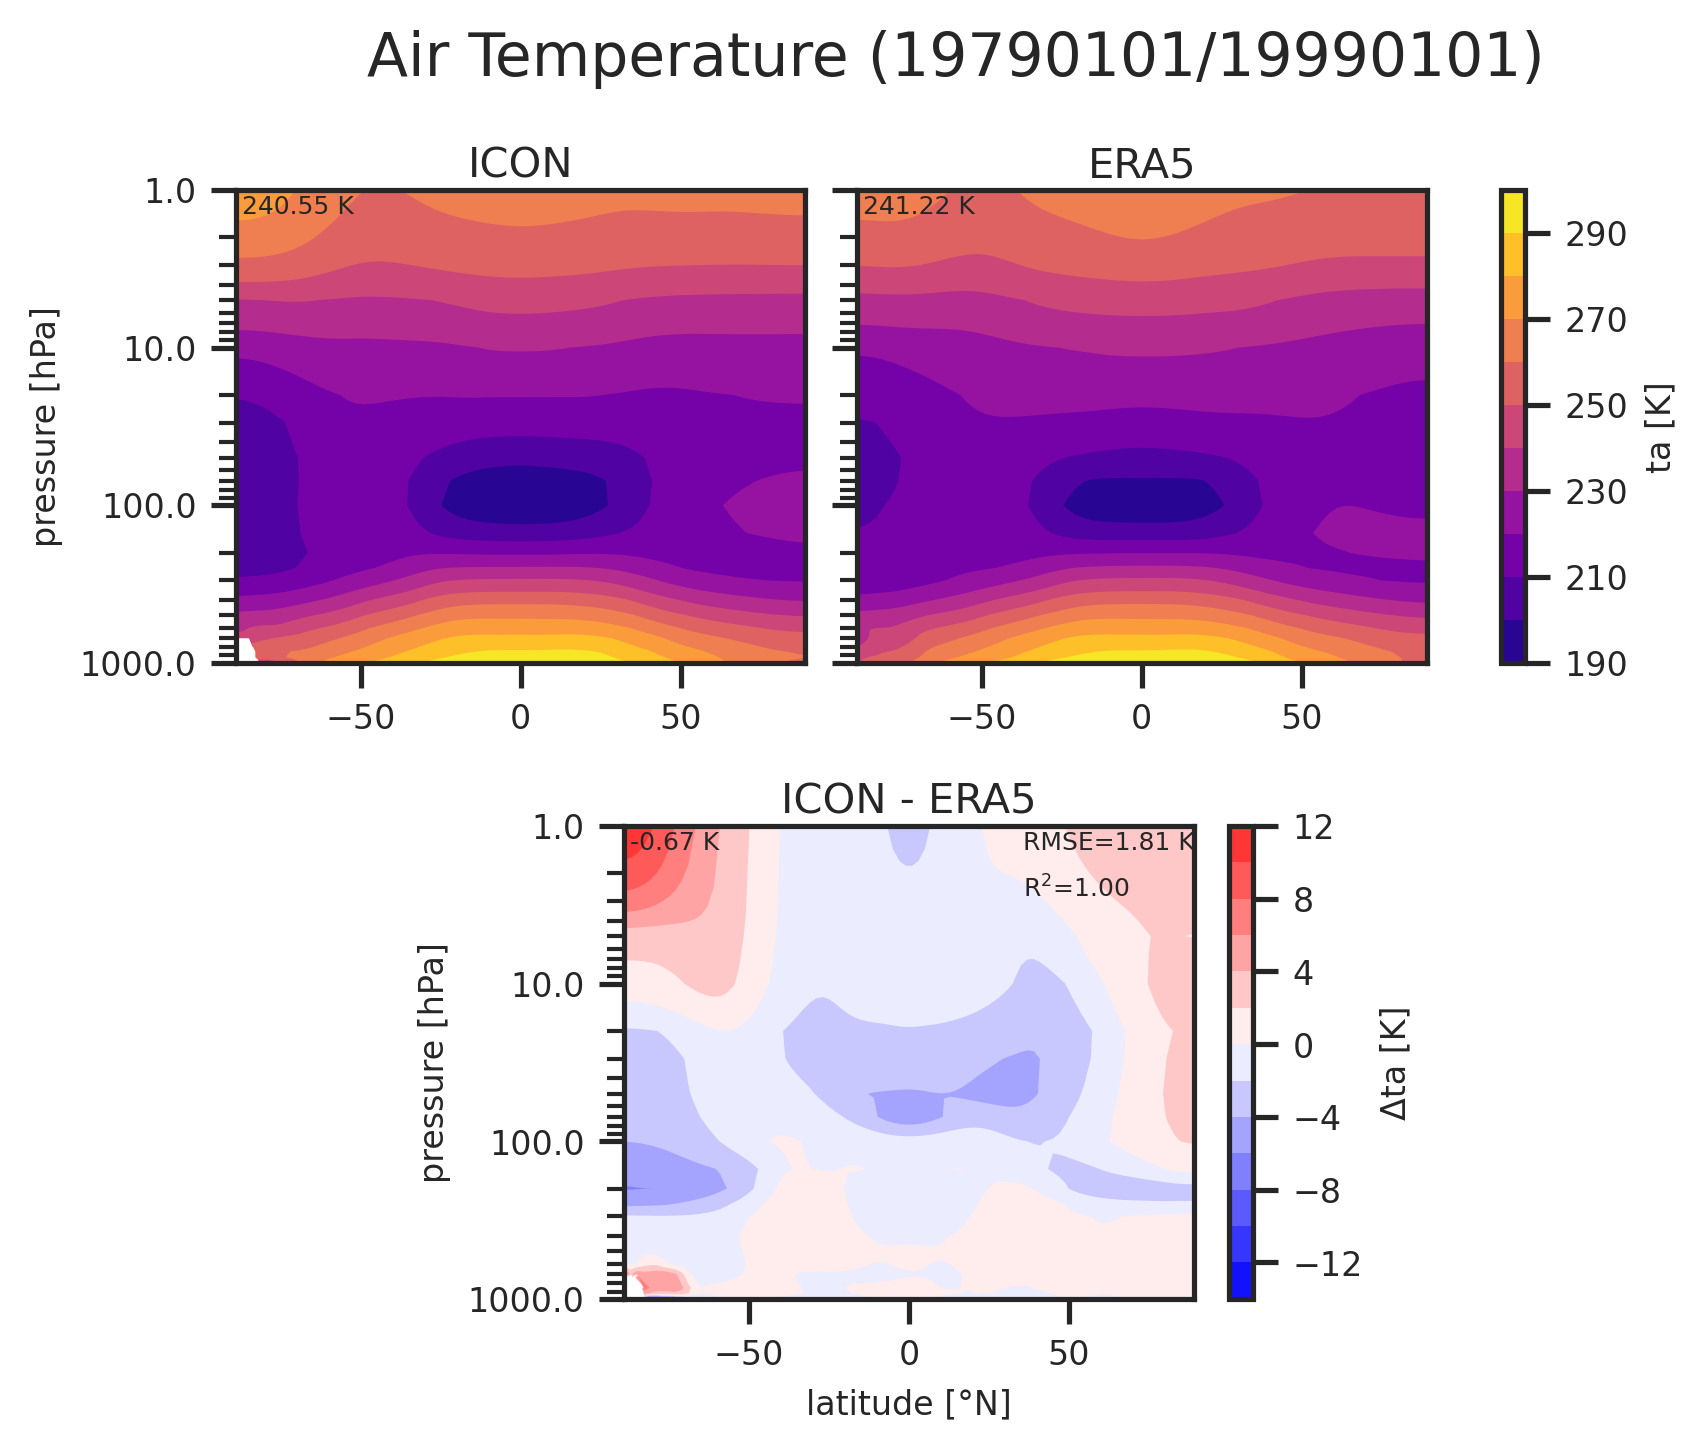 Air Temperature (19790101/19990101)
ICON
ERA5
240.55 K
241.22 K
1.0
10.0
100.0
1000.0
pressure [hPa]
−50
0
50
−50
0
50
290
270
250
230
210
190
ta [K]
ICON - ERA5
-0.67 K
RMSE=1.81 K
R²=1.00
1.0
10.0
100.0
1000.0
pressure [hPa]
−50
0
50
latitude [°N]
12
8
4
0
−4
−8
−12
Δta [K]